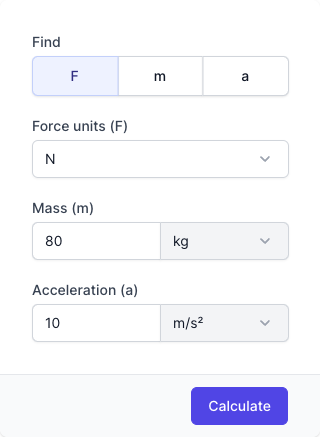 Find
F m a
Force units (F)
N
Mass (m)
80 kg
Acceleration (a)
10 m/s²
Calculate